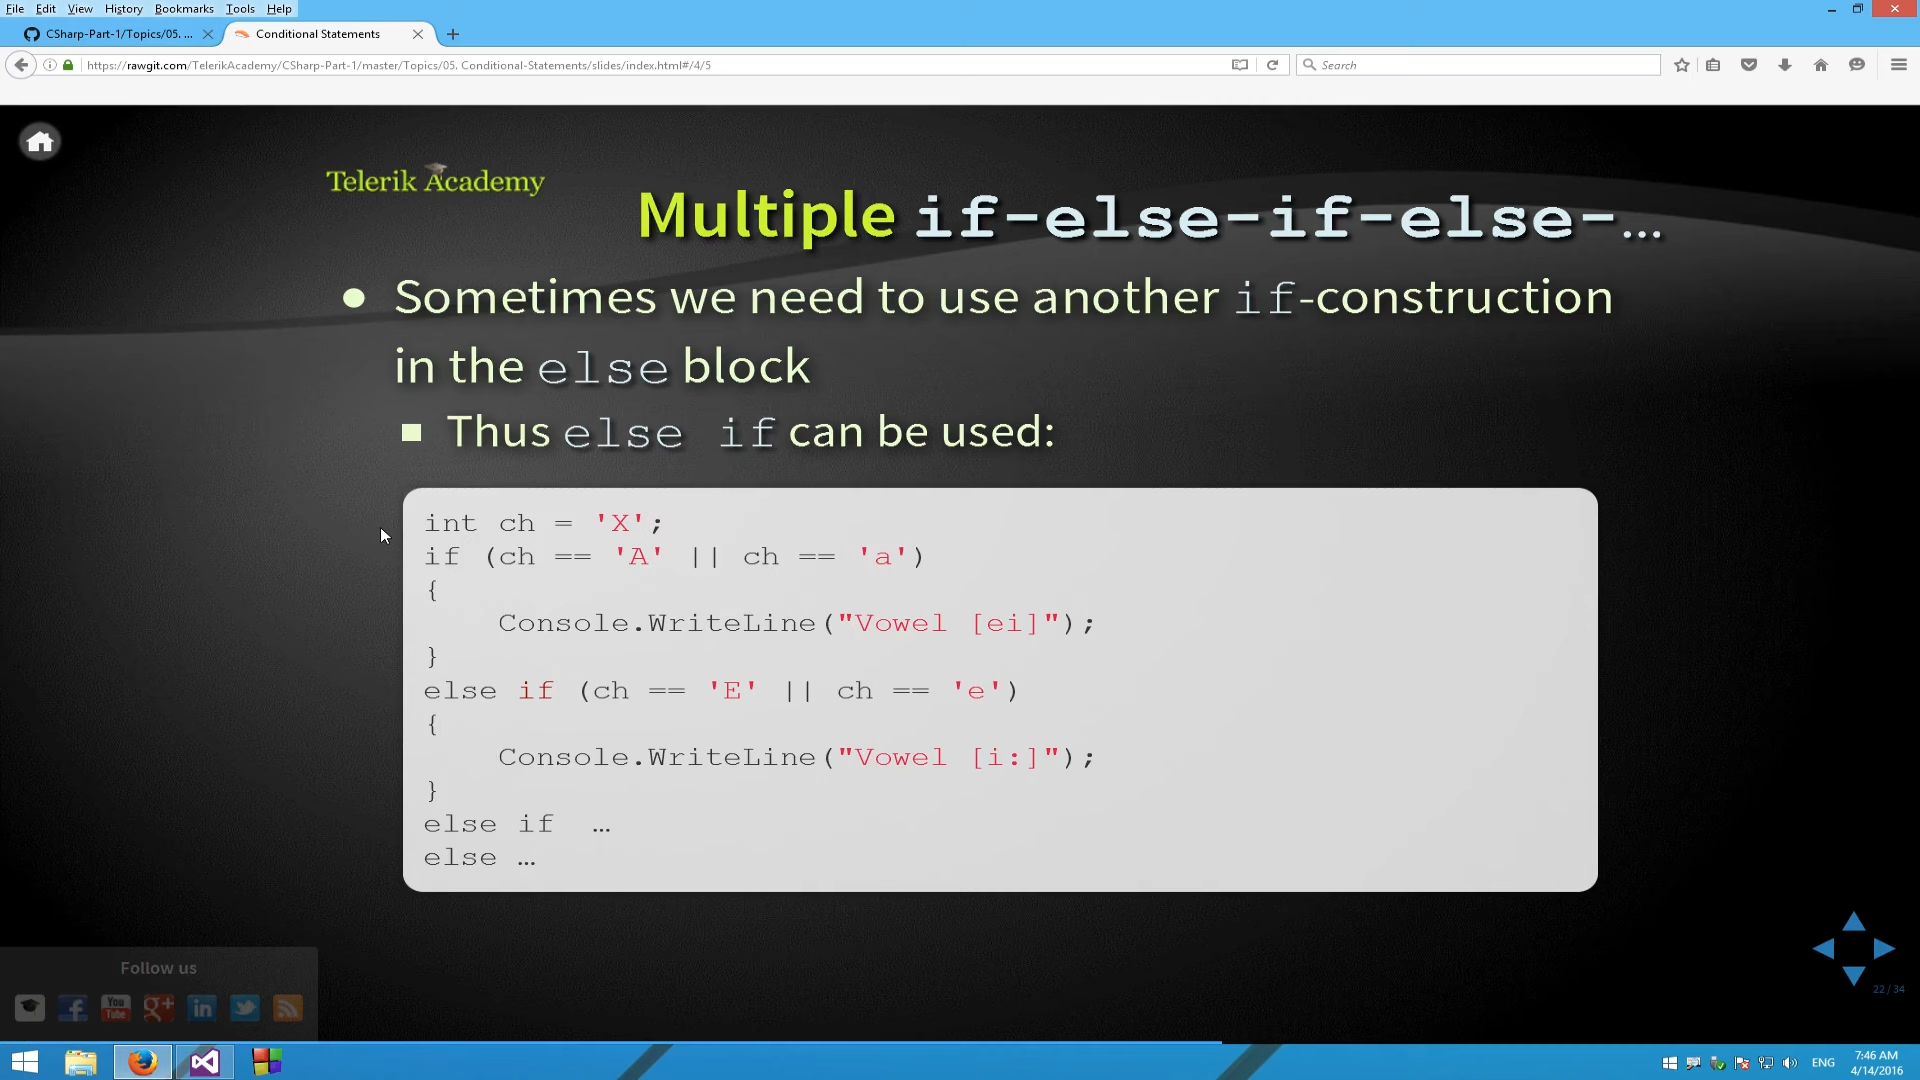 File Edit View History Bookmarks Tools Help
CSharp-Part-1/Topics/05. ...
Conditional Statements
https://rawgit.com/TelerikAcademy/CSharp-Part-1/master/Topics/05. Conditional-Statements/slides/index.html#/4/5
Search
Telerik Academy
Multiple if-else-if-else-…
Sometimes we need to use another if-construction
in the else block
Thus else if can be used:
int ch = 'X';
if (ch == 'A' || ch == 'a')
{
    Console.WriteLine("Vowel [ei]");
}
else if (ch == 'E' || ch == 'e')
{
    Console.WriteLine("Vowel [i:]");
}
else if  …
else …
22 / 34
Follow us
You
Tube
g+
in
ENG
7:46 AM
4/14/2016